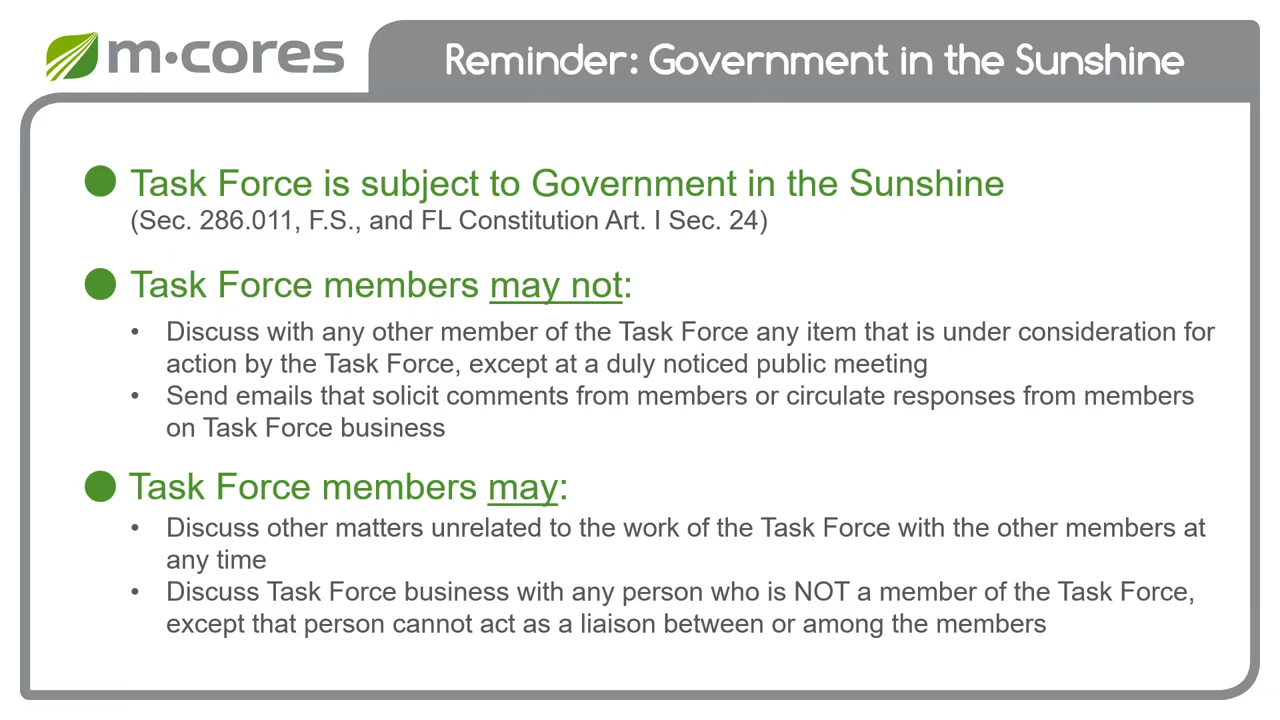 m·cores
Reminder: Government in the Sunshine
Task Force is subject to Government in the Sunshine
(Sec. 286.011, F.S., and FL Constitution Art. I Sec. 24)
Task Force members may not:
• Discuss with any other member of the Task Force any item that is under consideration for
action by the Task Force, except at a duly noticed public meeting
• Send emails that solicit comments from members or circulate responses from members
on Task Force business
Task Force members may:
• Discuss other matters unrelated to the work of the Task Force with the other members at
any time
• Discuss Task Force business with any person who is NOT a member of the Task Force,
except that person cannot act as a liaison between or among the members